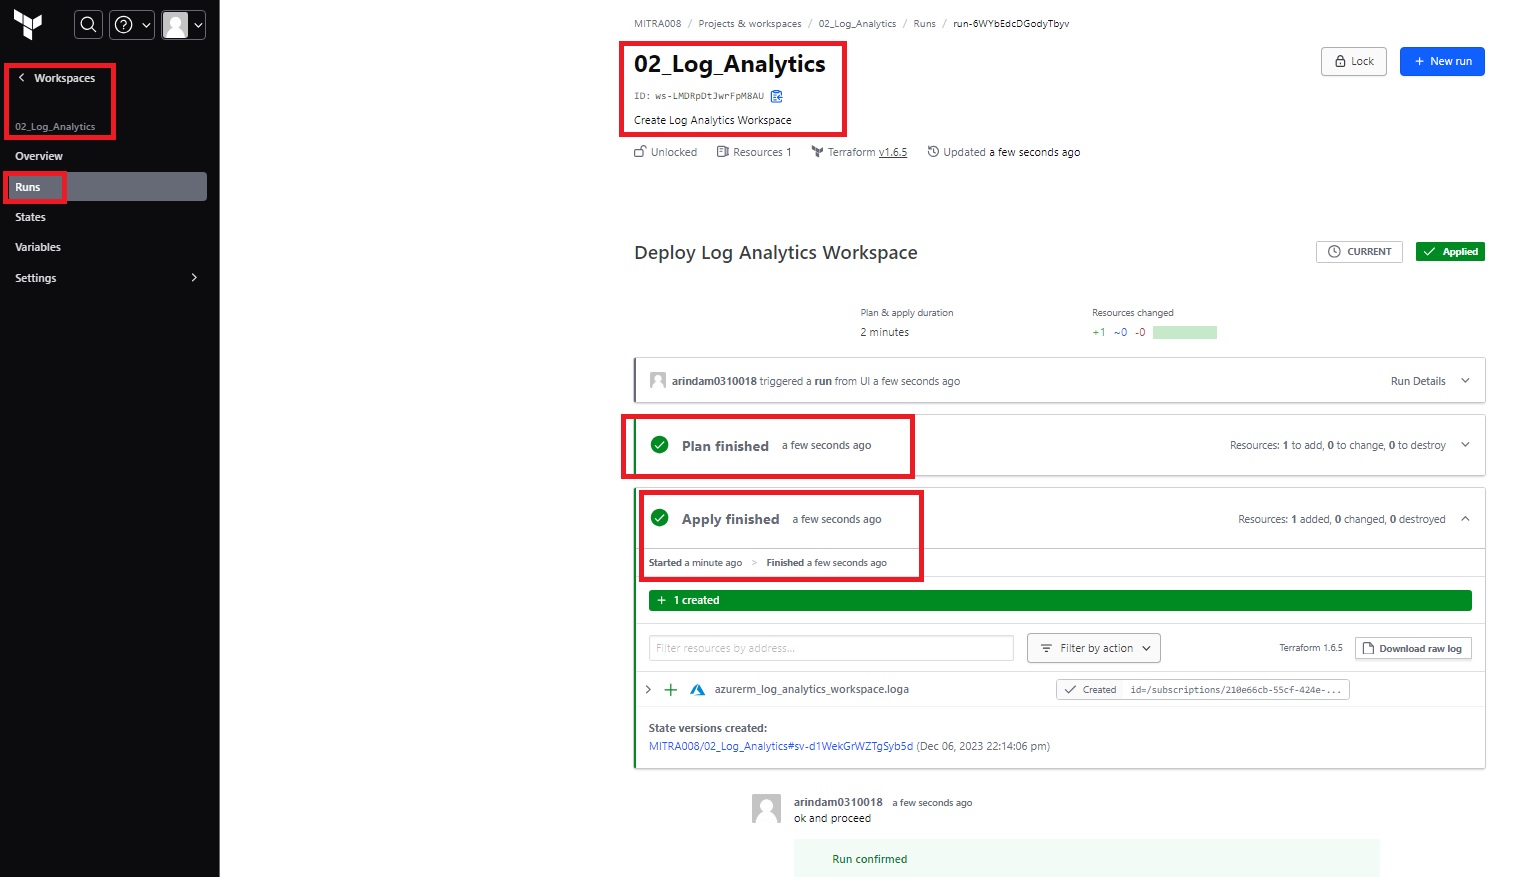 Workspaces
02_Log_Analytics
Overview
Runs
States
Variables
Settings
MITRA008 / Projects & workspaces / 02_Log_Analytics / Runs / run-6WYbEdcDGodyTbyv
02_Log_Analytics
ID: ws-LMDRpDtJwrFpM8AU
Create Log Analytics Workspace
Lock
+ New run
Unlocked Resources 1 Terraform v1.6.5 Updated a few seconds ago
Deploy Log Analytics Workspace
CURRENT
Applied
Plan & apply duration
2 minutes
Resources changed
+1 ~0 -0
arindam0310018 triggered a run from UI a few seconds ago
Run Details
Plan finished a few seconds ago
Resources: 1 to add, 0 to change, 0 to destroy
Apply finished a few seconds ago
Resources: 1 added, 0 changed, 0 destroyed
Started a minute ago > Finished a few seconds ago
+ 1 created
Filter resources by address...
Filter by action
Terraform 1.6.5
Download raw log
azurerm_log_analytics_workspace.loga
Created id=/subscriptions/210e66cb-55cf-424e-...
State versions created:
MITRA008/02_Log_Analytics#sv-d1WekGrWZTgSyb5d (Dec 06, 2023 22:14:06 pm)
arindam0310018 a few seconds ago
ok and proceed
Run confirmed